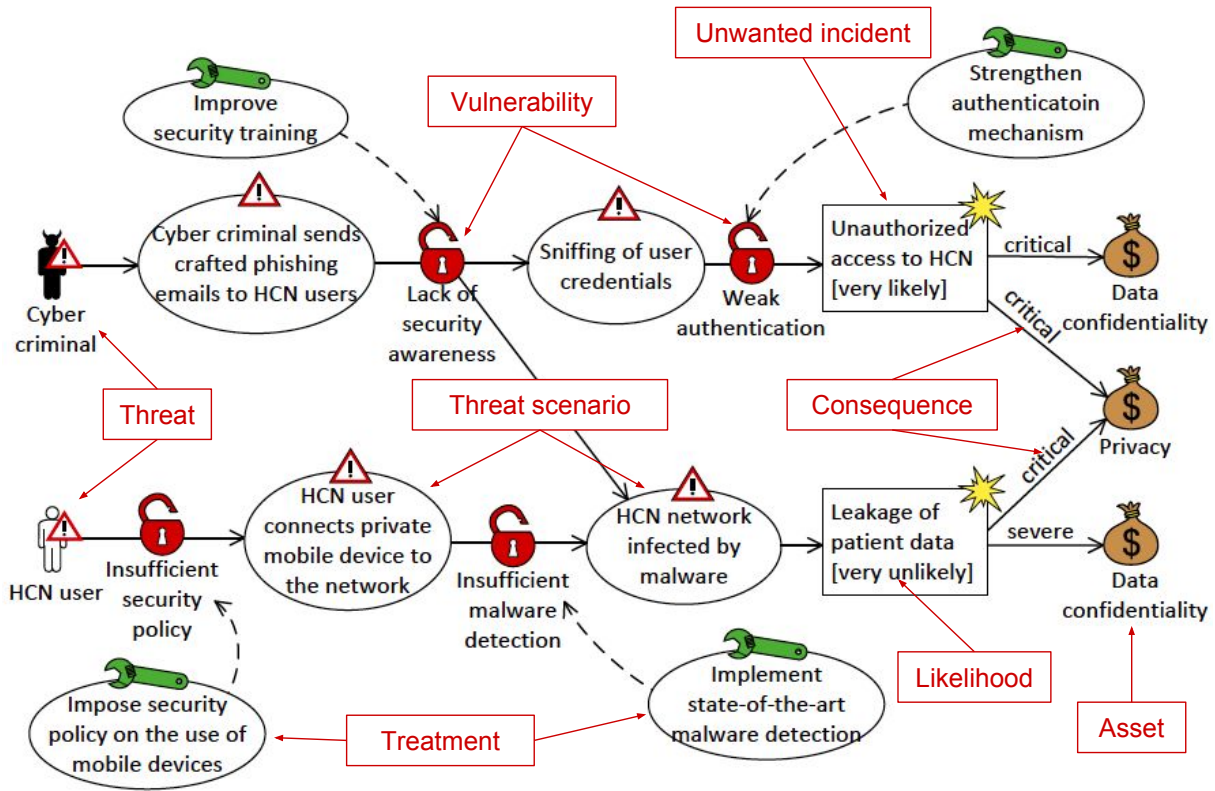 Unwanted incident
Improve
security training
Vulnerability
Strengthen
authenticatoin
mechanism
Cyber criminal sends
crafted phishing
emails to HCN users
Sniffing of user
credentials
Unauthorized
access to HCN
[very likely]
critical
Cyber
criminal
Lack of
security
awareness
Weak
authentication
Data
confidentiality
critical
Threat
Threat scenario
Consequence
Privacy
critical
HCN user
connects private
mobile device to
the network
HCN network
infected by
malware
Leakage of
patient data
[very unlikely]
severe
HCN user
Insufficient
security
policy
Insufficient
malware
detection
Data
confidentiality
Impose security
policy on the use of
mobile devices
Treatment
Implement
state-of-the-art
malware detection
Likelihood
Asset
$
$
$
!
!
!
!
!
!